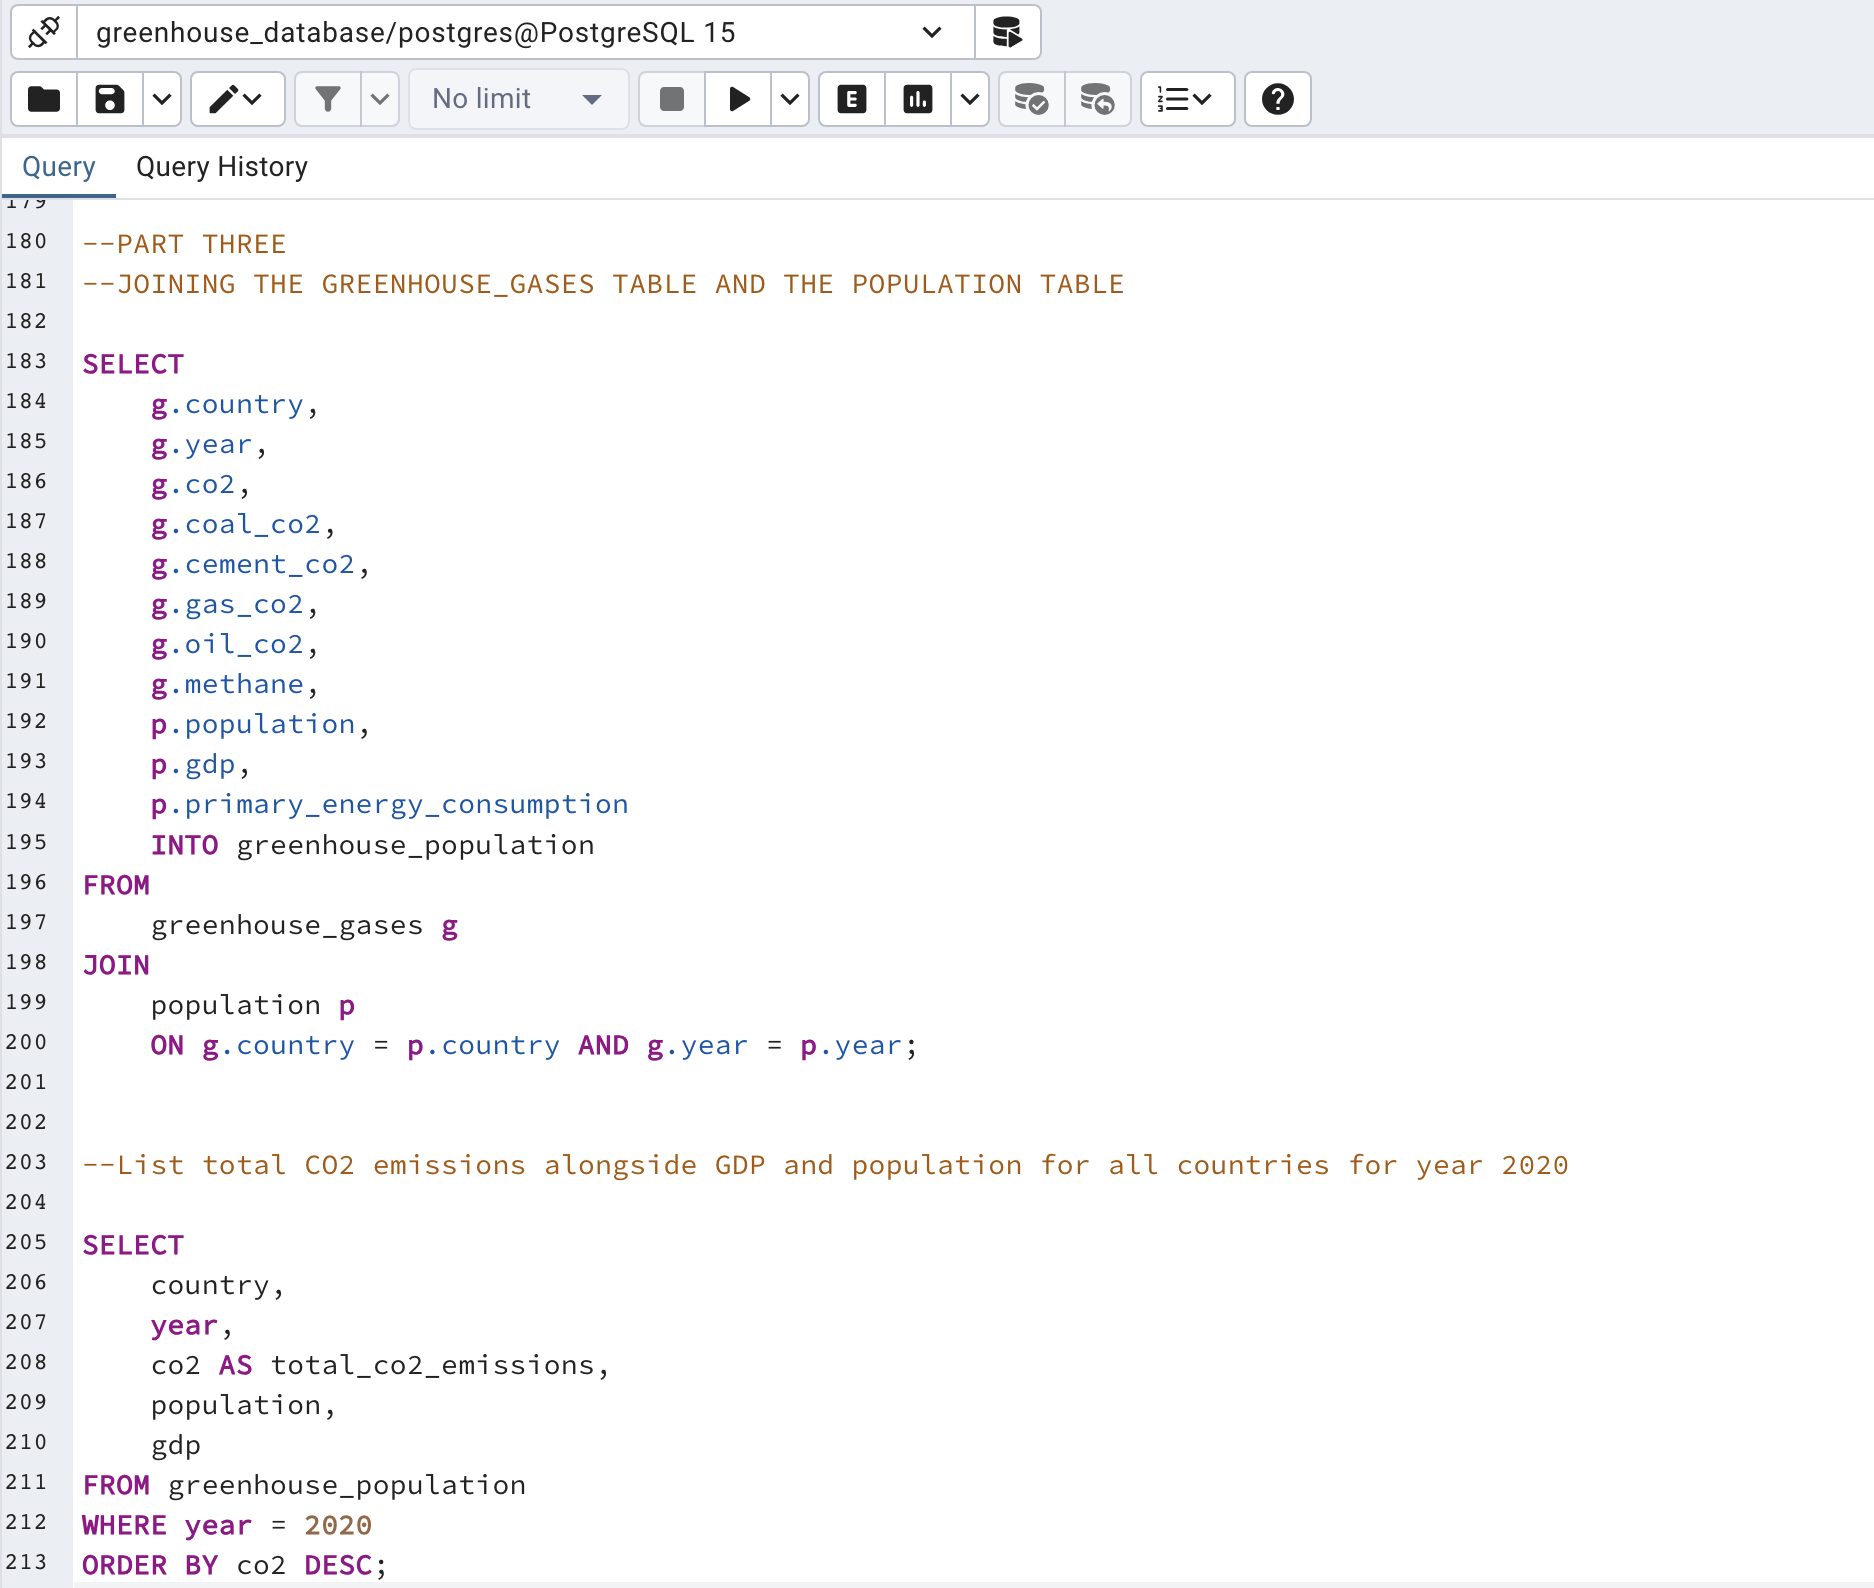 greenhouse_database/postgres@PostgreSQL 15
No limit
E
Query Query History
179
180 --PART THREE
181 --JOINING THE GREENHOUSE_GASES TABLE AND THE POPULATION TABLE
182
183 SELECT
184 g.country,
185 g.year,
186 g.co2,
187 g.coal_co2,
188 g.cement_co2,
189 g.gas_co2,
190 g.oil_co2,
191 g.methane,
192 p.population,
193 p.gdp,
194 p.primary_energy_consumption
195 INTO greenhouse_population
196 FROM
197 greenhouse_gases g
198 JOIN
199 population p
200 ON g.country = p.country AND g.year = p.year;
201
202
203 --List total CO2 emissions alongside GDP and population for all countries for year 2020
204
205 SELECT
206 country,
207 year,
208 co2 AS total_co2_emissions,
209 population,
210 gdp
211 FROM greenhouse_population
212 WHERE year = 2020
213 ORDER BY co2 DESC;